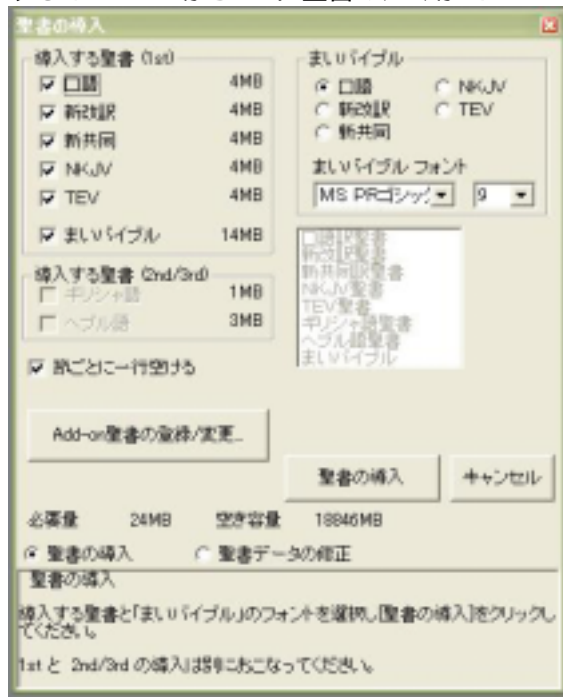 聖書の導入
導入する聖書 (1st)
口語 4MB
新改訳 4MB
新共同 4MB
NKJV 4MB
TEV 4MB
まいバイブル 14MB
導入する聖書 (2nd/3rd)
ギリシャ語 1MB
ヘブル語 3MB
節ごとに一行空ける
Add-on聖書の登録/変更...
まいバイブル
口語 NKJV
新改訳 TEV
新共同
まいバイブル フォント
MS PRゴシック 9
口語訳聖書
新改訳聖書
新共同訳聖書
NKJV聖書
TEV聖書
ギリシャ語聖書
ヘブル語聖書
まいバイブル
聖書の導入 キャンセル
必要量 24MB 空き容量 18846MB
聖書の導入 聖書データの修正
聖書の導入
導入する聖書と「まいバイブル」のフォントを選択し、[聖書の導入]をクリックし
てください。
1st と 2nd/3rd の導入は別におこなってください。